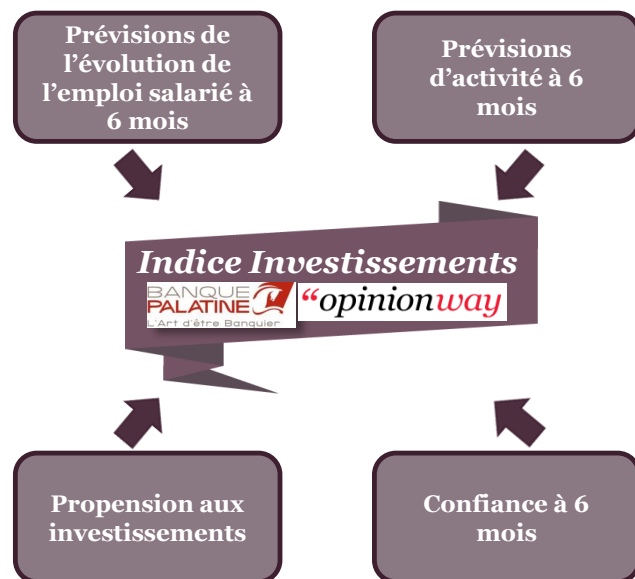 Prévisions de
l'évolution de
l'emploi salarié à
6 mois
Prévisions
d'activité à 6
mois
Indice Investissements
BANQUE
PALATINE
L'Art d'être Banquier
“opinionway
Propension aux
investissements
Confiance à 6
mois